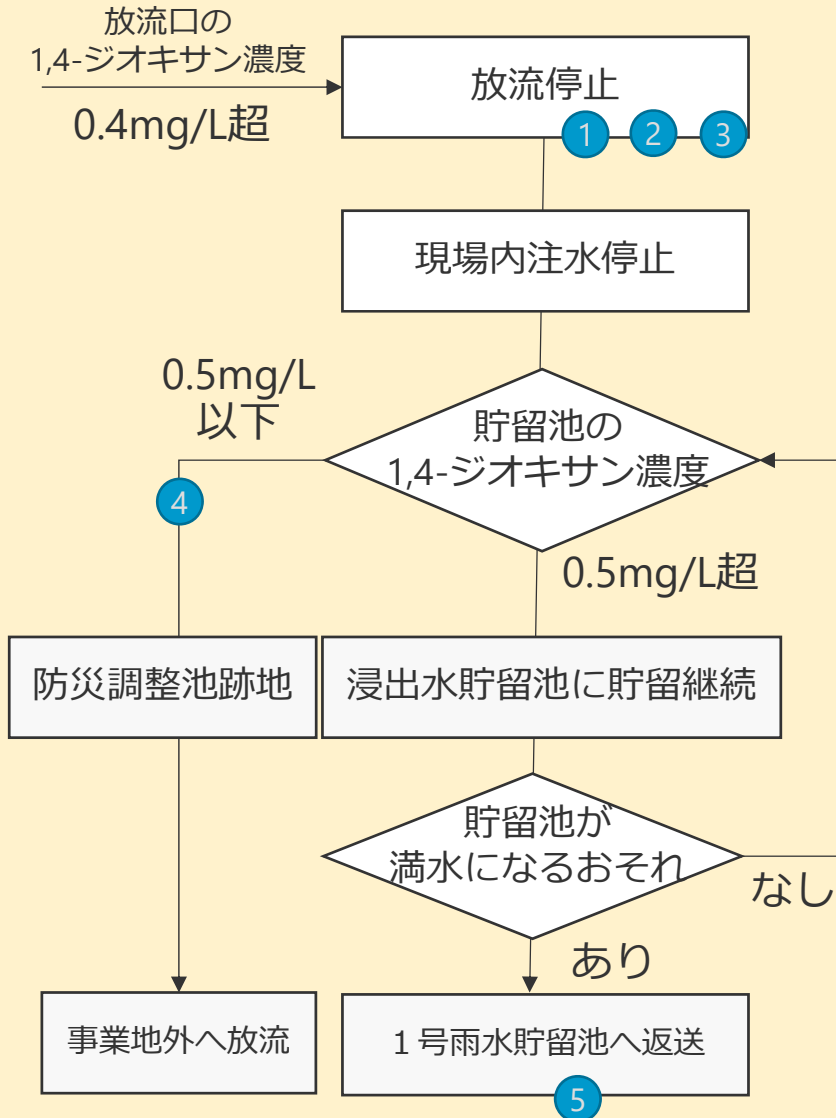 放流口の
1,4-ジオキサン濃度
0.4mg/L超
放流停止
1 2 3
現場内注水停止
0.5mg/L
以下
貯留池の
1,4-ジオキサン濃度
4
0.5mg/L超
防災調整池跡地
浸出水貯留池に貯留継続
貯留池が
満水になるおそれ
なし
あり
事業地外へ放流
１号雨水貯留池へ返送
5